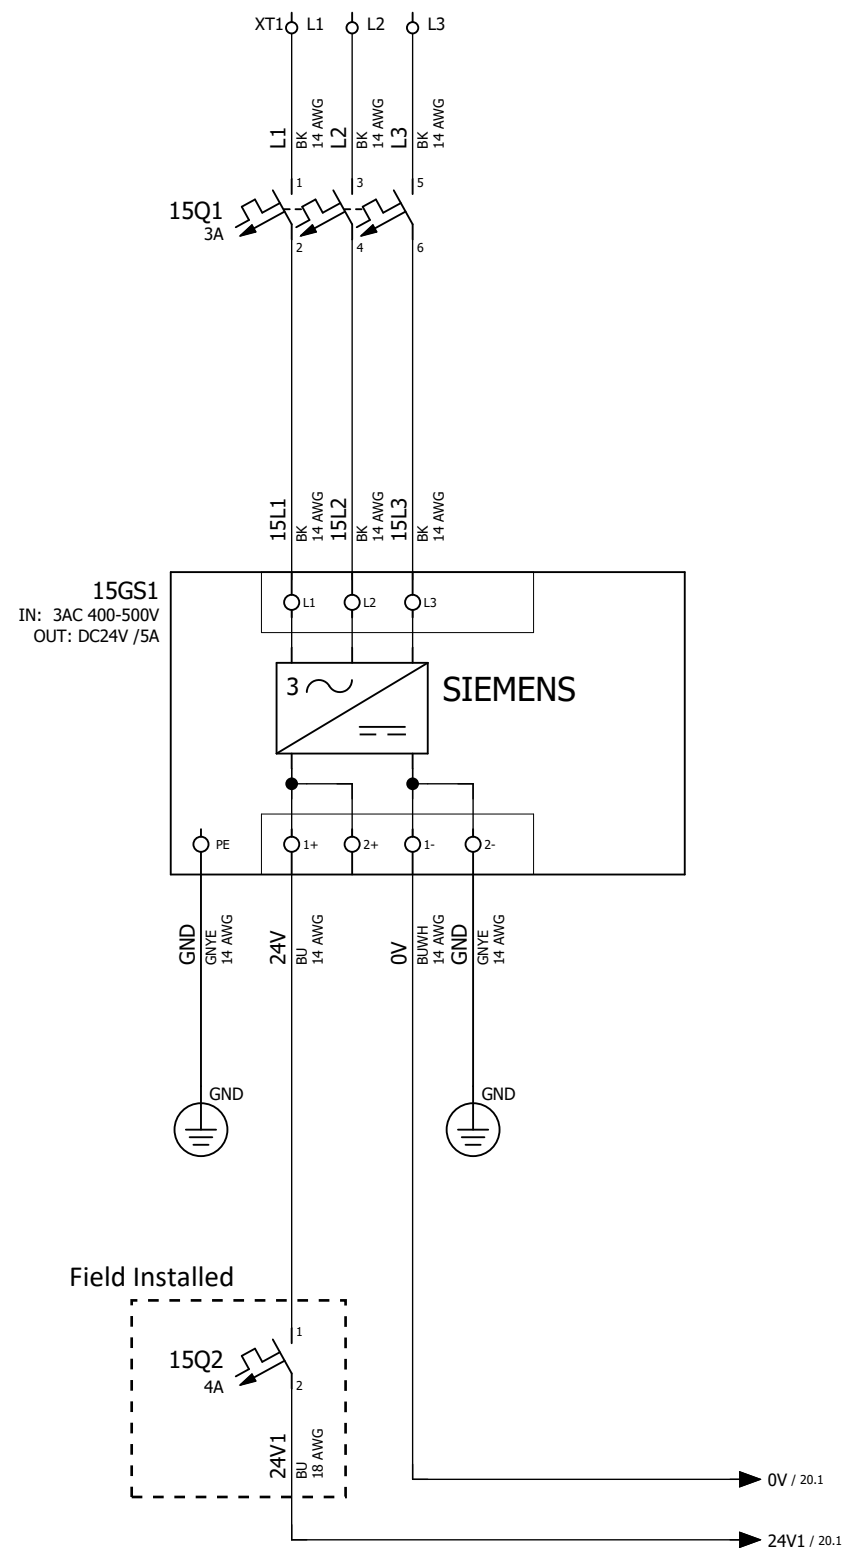 XT1 L1 L2 L3
L1 BK 14 AWG L2 BK 14 AWG L3 BK 14 AWG
1 3 5
15Q1
3A
2 4 6
15L1 BK 14 AWG 15L2 BK 14 AWG 15L3 BK 14 AWG
15GS1
IN: 3AC 400-500V
OUT: DC24V /5A
L1 L2 L3
3
SIEMENS
PE 1+ 2+ 1- 2-
GND GNYE 14 AWG 24V BU 14 AWG 0V BUWH 14 AWG GND GNYE 14 AWG
GND GND
Field Installed
1
15Q2
4A
2
24V1 BU 18 AWG
0V / 20.1
24V1 / 20.1